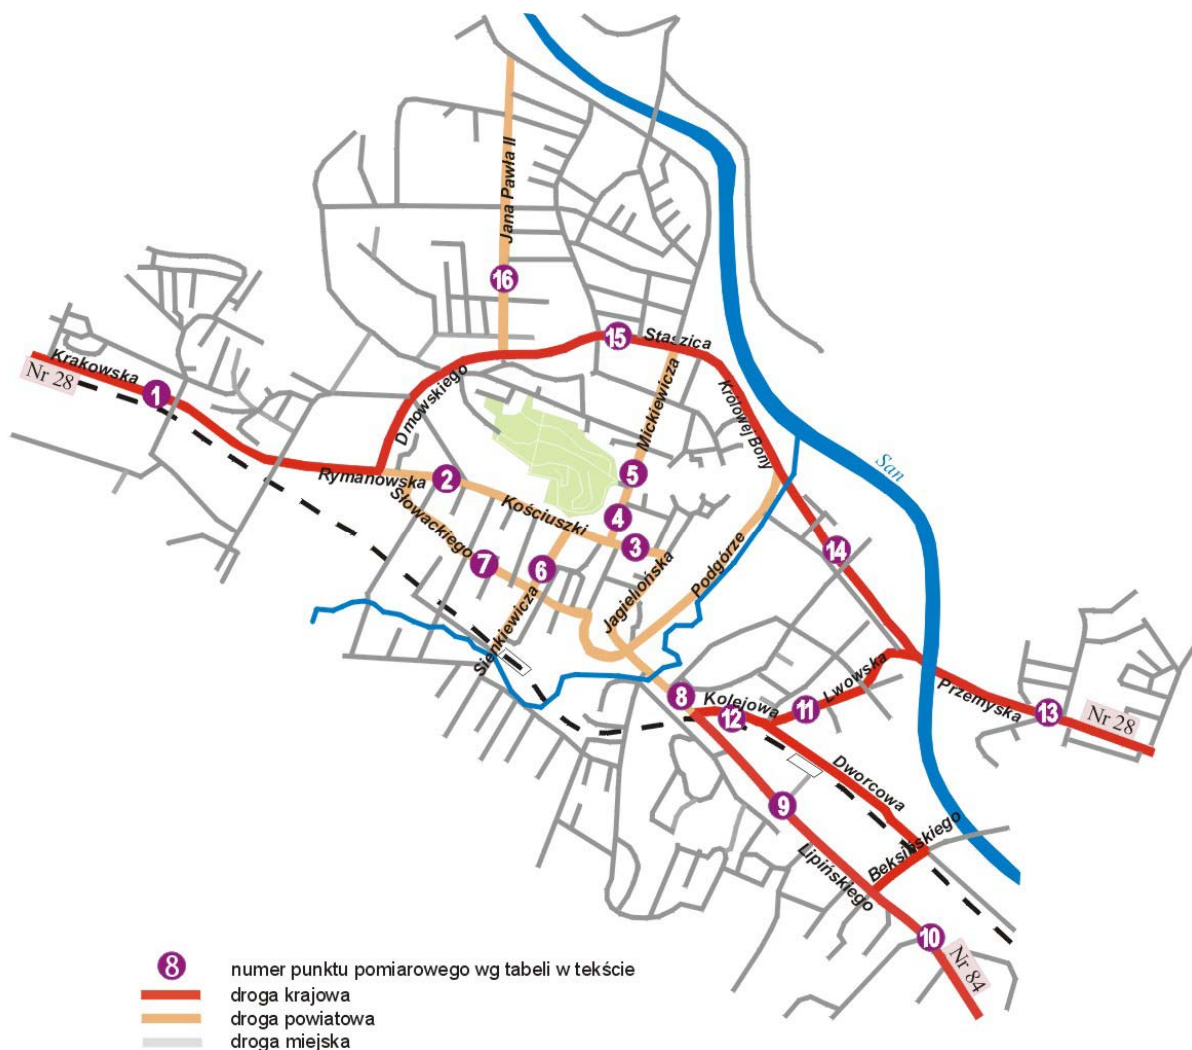 Jana Pawła II
16
15
Staszica
Krakowska
Nr 28
1
Dmowskiego
Mickiewicza
Królowej Bony
San
Rymanowska
2
5
Słowackiego
Kościuszki
4
3
14
7
6
Jagielońska
Podgórze
Sienkiewicza
8
Kolejowa
12
11
Lwowska
Przemyska
13
Nr 28
Dworcowa
9
Lipińskiego
Beksińskiego
10
Nr 84
8 numer punktu pomiarowego wg tabeli w tekście
droga krajowa
droga powiatowa
droga miejska